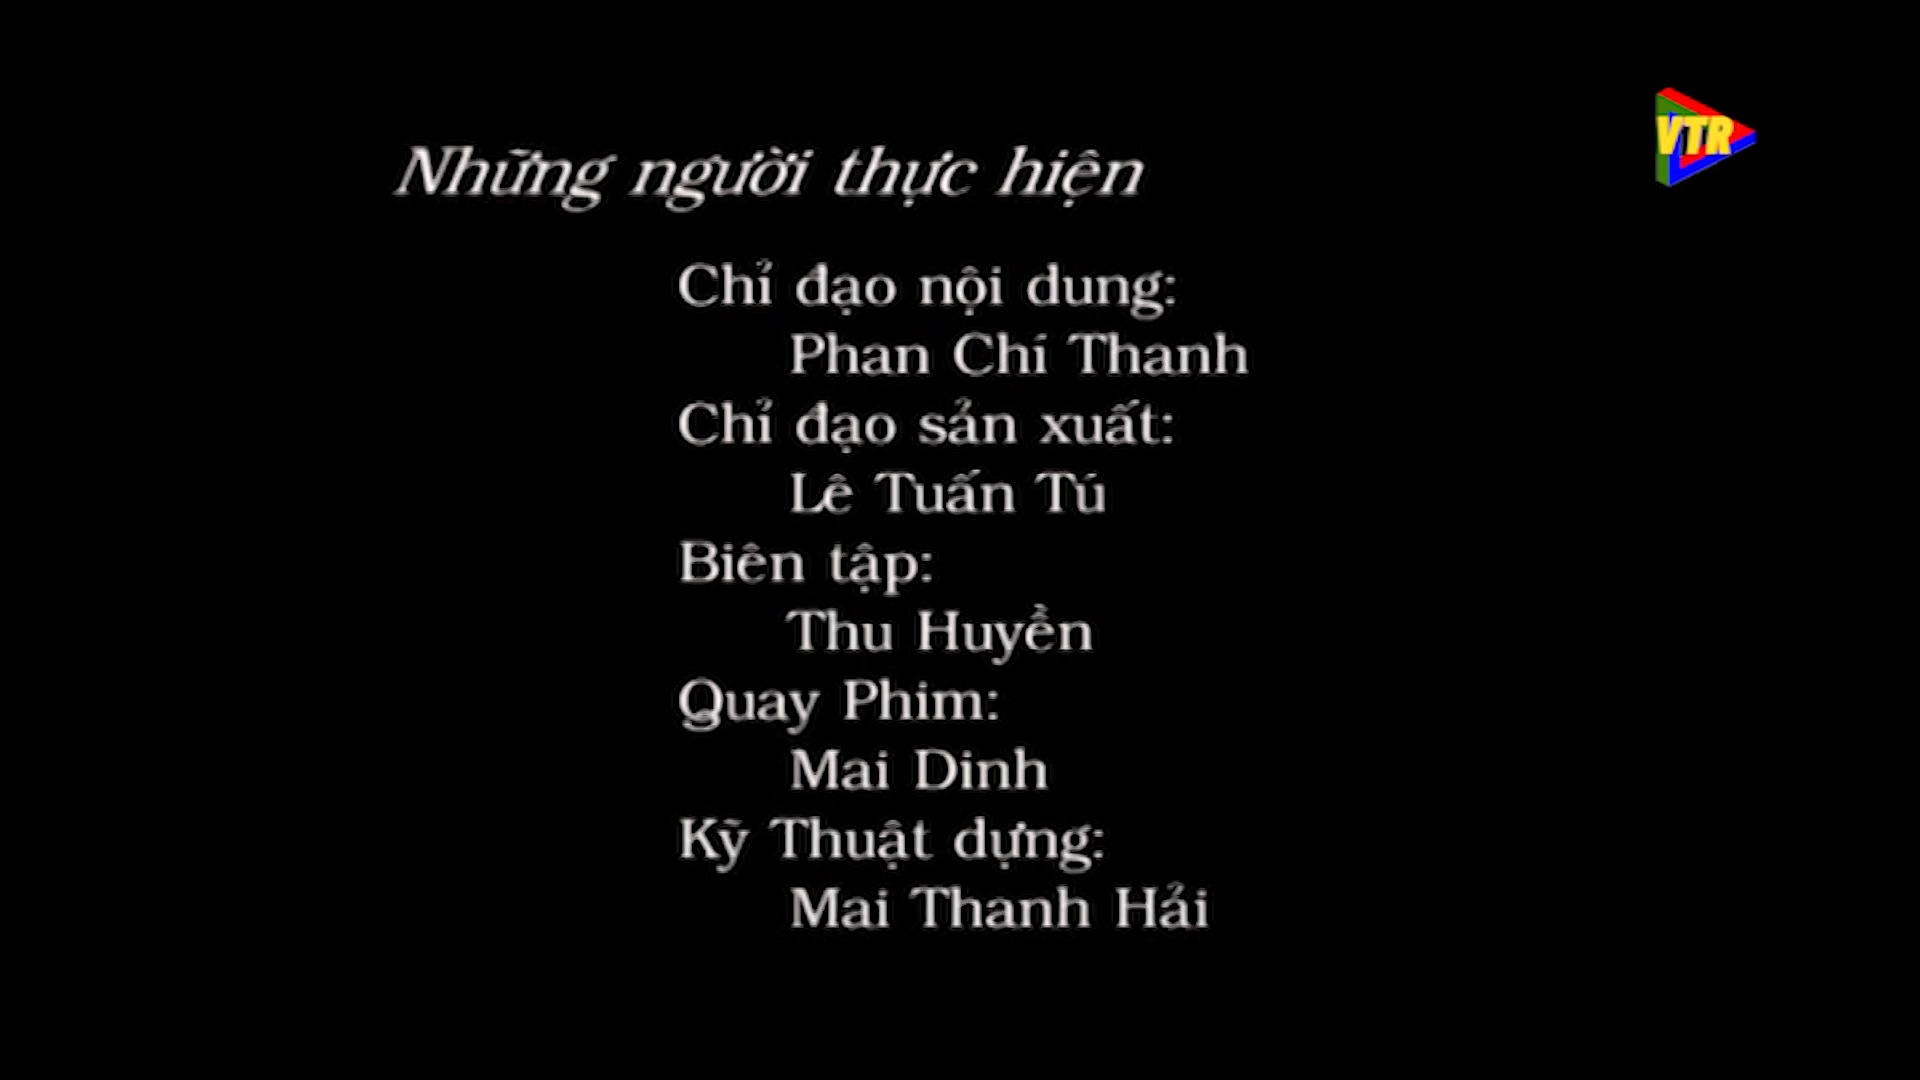 VTR
Những người thực hiện
Chỉ đạo nội dung:
Phan Chí Thanh
Chỉ đạo sản xuất:
Lê Tuấn Tú
Biên tập:
Thu Huyền
Quay Phim:
Mai Dinh
Kỹ Thuật dựng:
Mai Thanh Hải